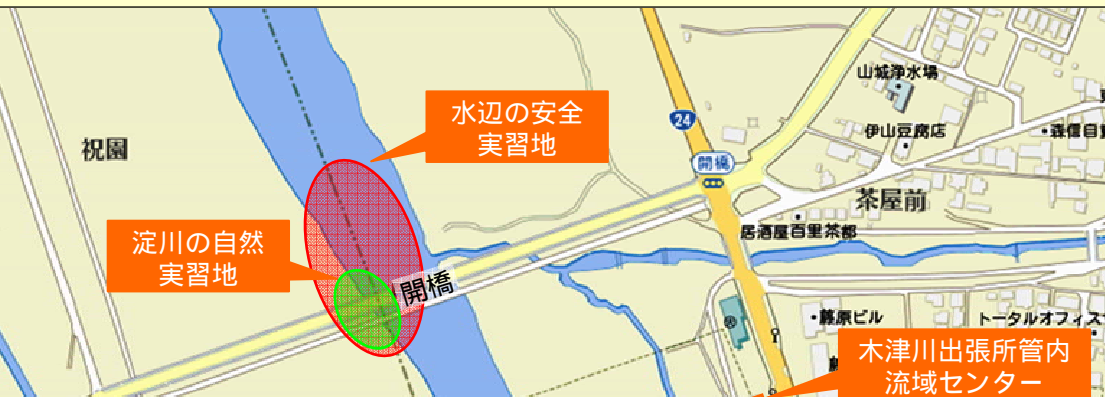 水辺の安全
実習地
淀川の自然
実習地
木津川出張所管内
流域センター
祝園
開橋
24
開橋
山城浄水場
伊山豆腐店
茶屋前
居酒屋百里茶都
藤原ビル
トータルオフィス